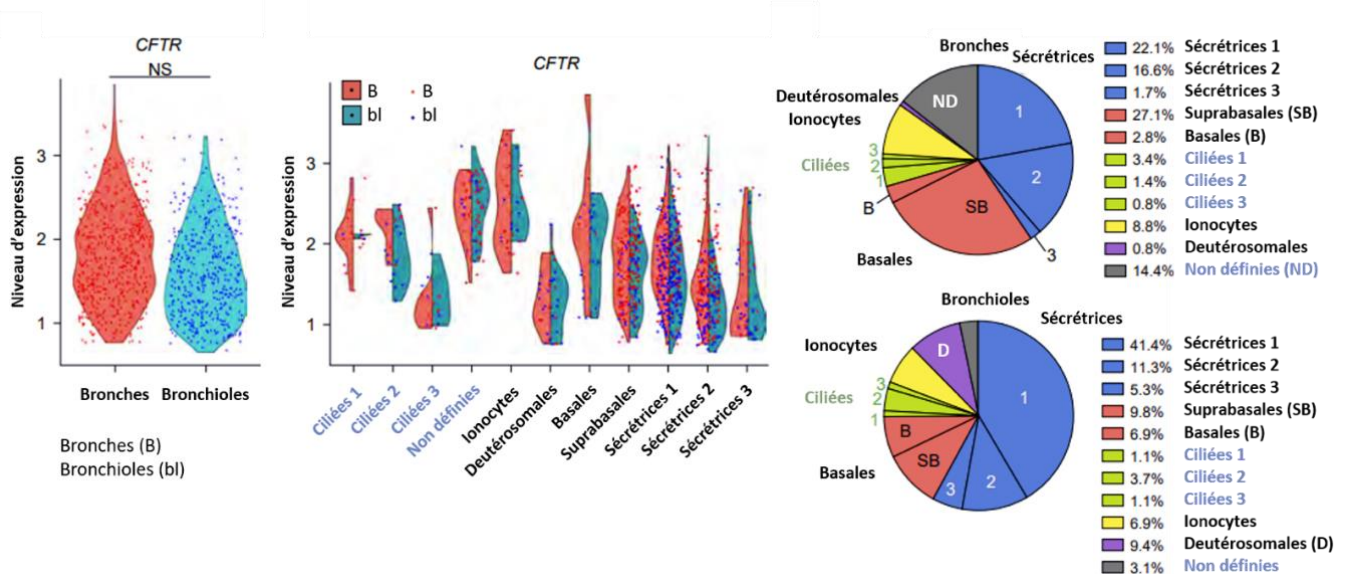 CFTR
NS
Niveau d'expression
3
2
1
Bronches Bronchioles
Bronches (B)
Bronchioles (bl)
CFTR
B B
bl bl
Niveau d'expression
3
2
1
Ciliées 1
Ciliées 2
Ciliées 3
Non définies
Ionocytes
Deutérosomales
Basales
Suprabasales
Sécrétrices 1
Sécrétrices 2
Sécrétrices 3
Bronches
Sécrétrices
Deutérosomales
Ionocytes
Ciliées
Basales
ND
1
2
3
SB
B
1
2
3
22.1% Sécrétrices 1
16.6% Sécrétrices 2
1.7% Sécrétrices 3
27.1% Suprabasales (SB)
2.8% Basales (B)
3.4% Ciliées 1
1.4% Ciliées 2
0.8% Ciliées 3
8.8% Ionocytes
0.8% Deutérosomales
14.4% Non définies (ND)
Bronchioles
Sécrétrices
Ionocytes
Ciliées
Basales
D
1
2
3
SB
B
1
2
3
41.4% Sécrétrices 1
11.3% Sécrétrices 2
5.3% Sécrétrices 3
9.8% Suprabasales (SB)
6.9% Basales (B)
1.1% Ciliées 1
3.7% Ciliées 2
1.1% Ciliées 3
6.9% Ionocytes
9.4% Deutérosomales (D)
3.1% Non définies